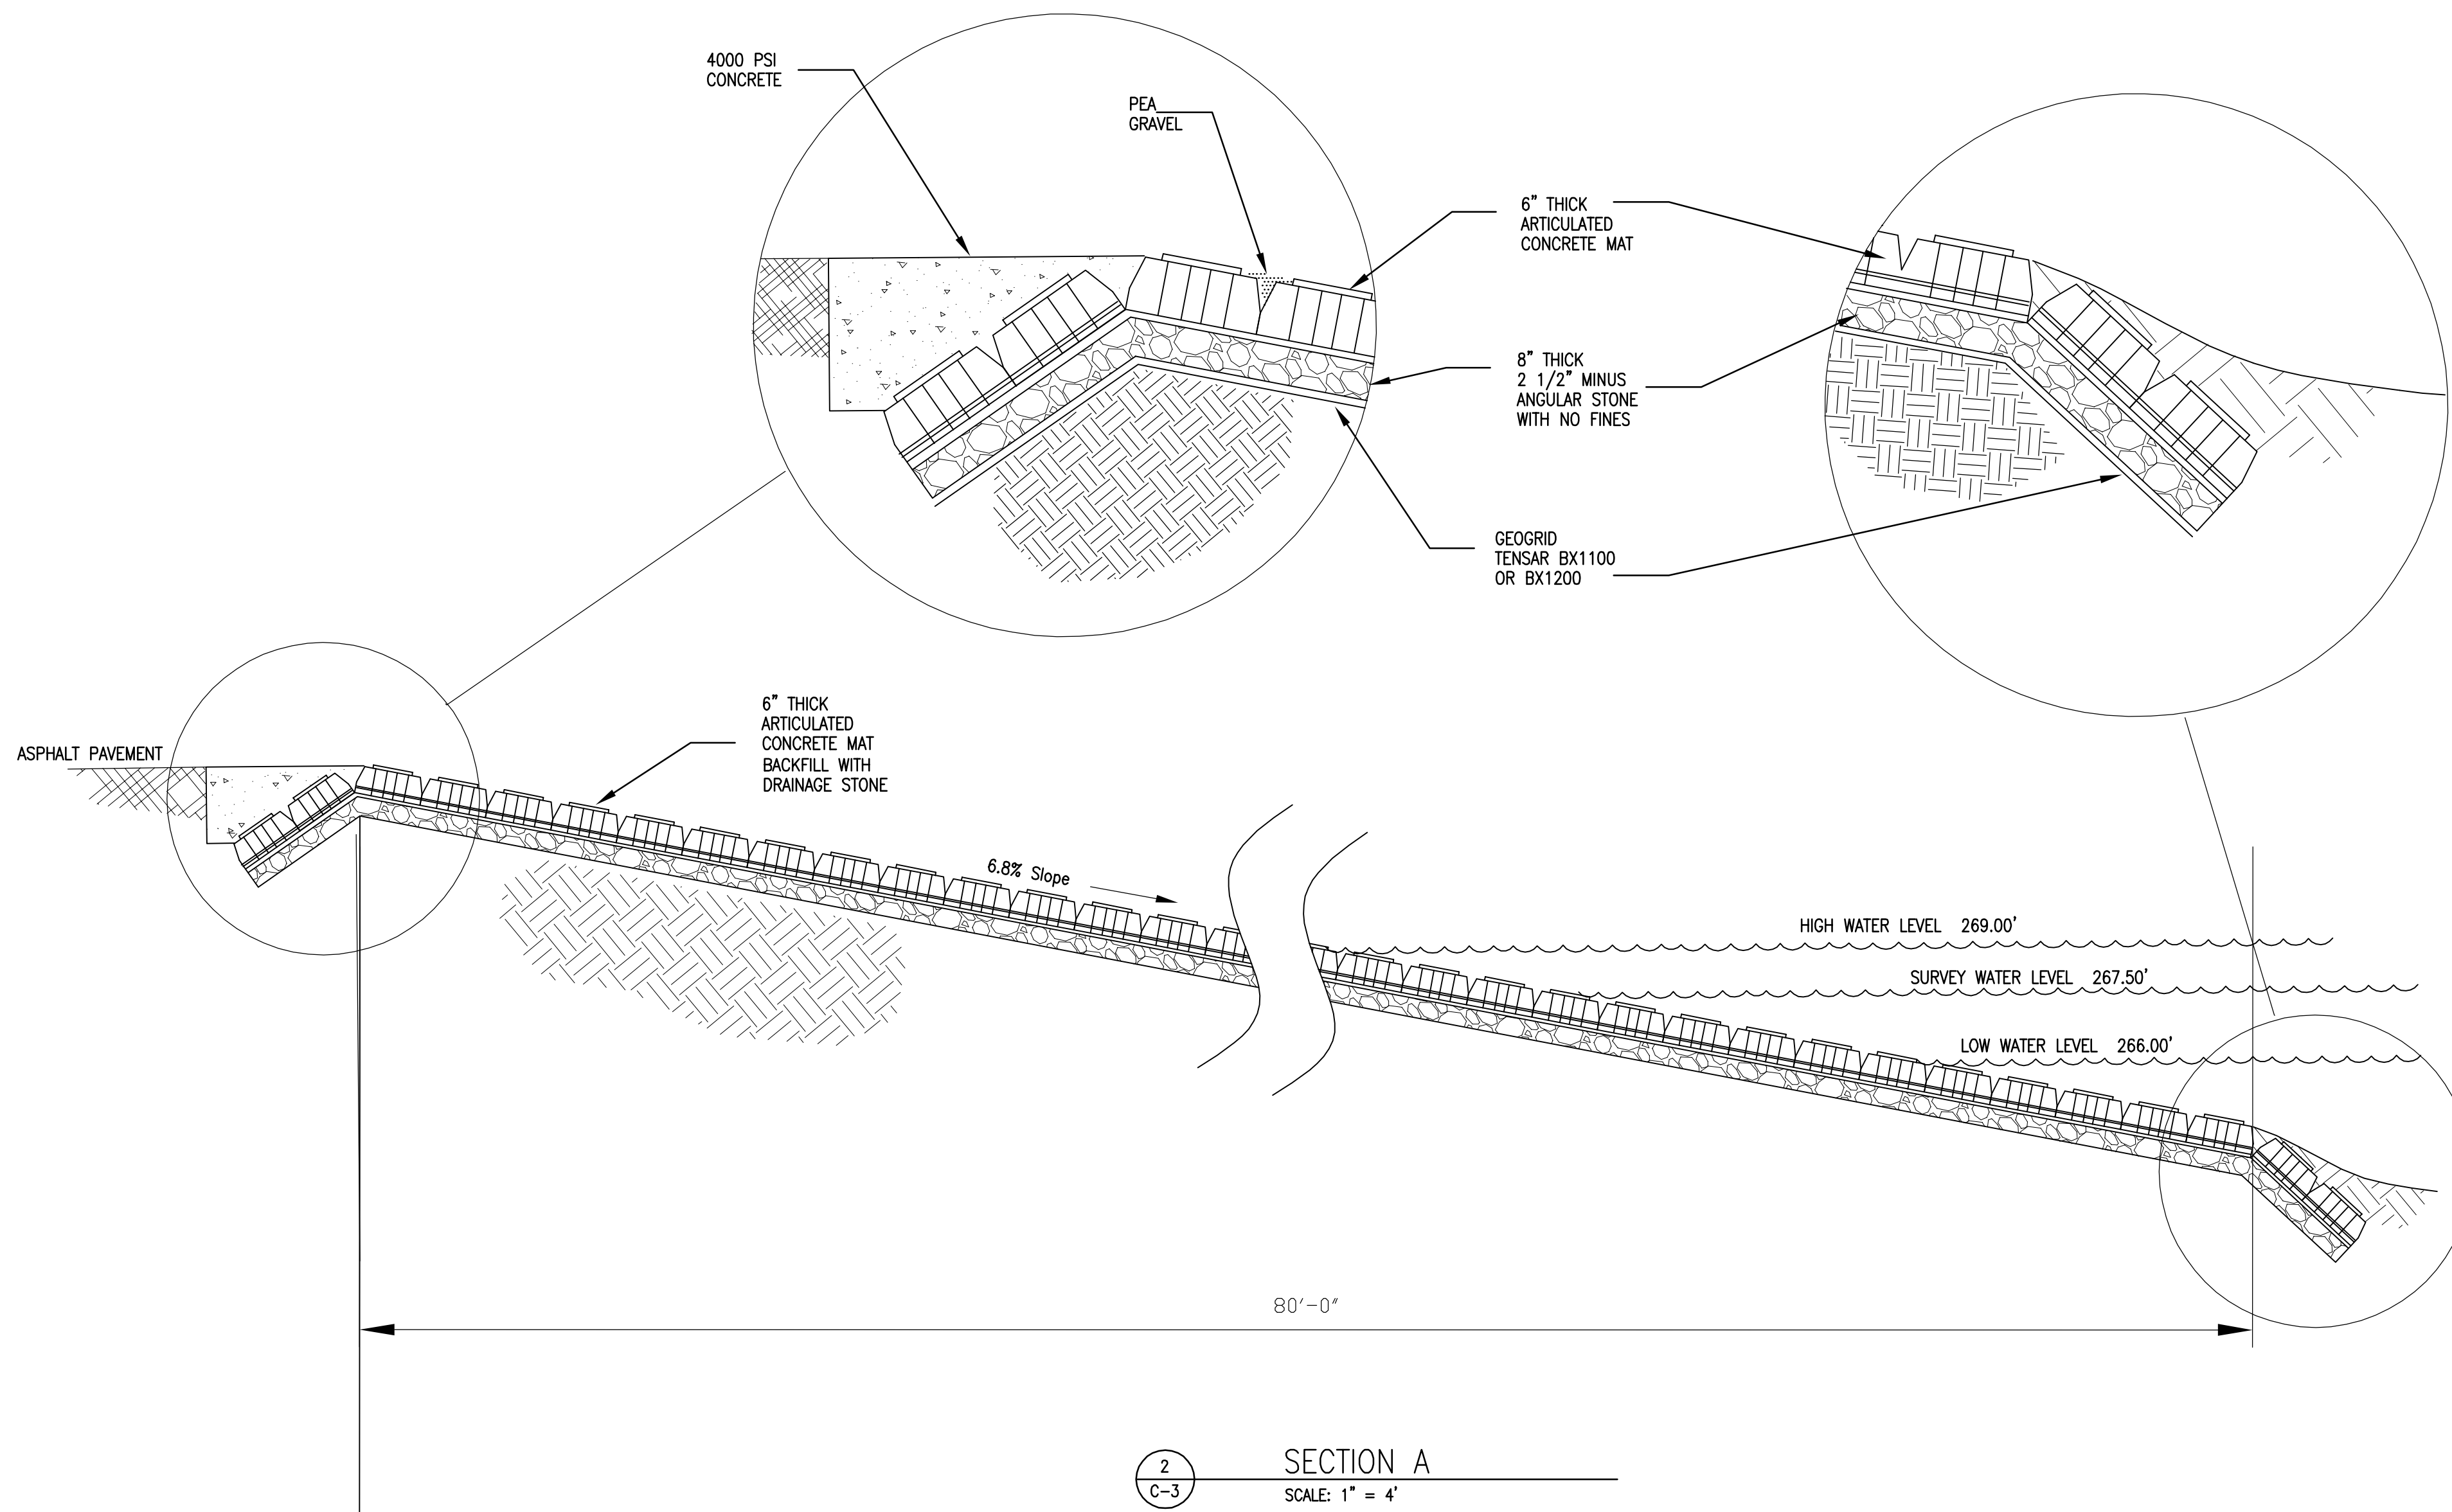 4000 PSI
CONCRETE
PEA
GRAVEL
6" THICK
ARTICULATED
CONCRETE MAT
8" THICK
2 1/2" MINUS
ANGULAR STONE
WITH NO FINES
GEOGRID
TENSAR BX1100
OR BX1200
6" THICK
ARTICULATED
CONCRETE MAT
BACKFILL WITH
DRAINAGE STONE
ASPHALT PAVEMENT
6.8% Slope
HIGH WATER LEVEL 269.00'
SURVEY WATER LEVEL 267.50'
LOW WATER LEVEL 266.00'
80'-0"
2
C-3
SECTION A
SCALE: 1" = 4'